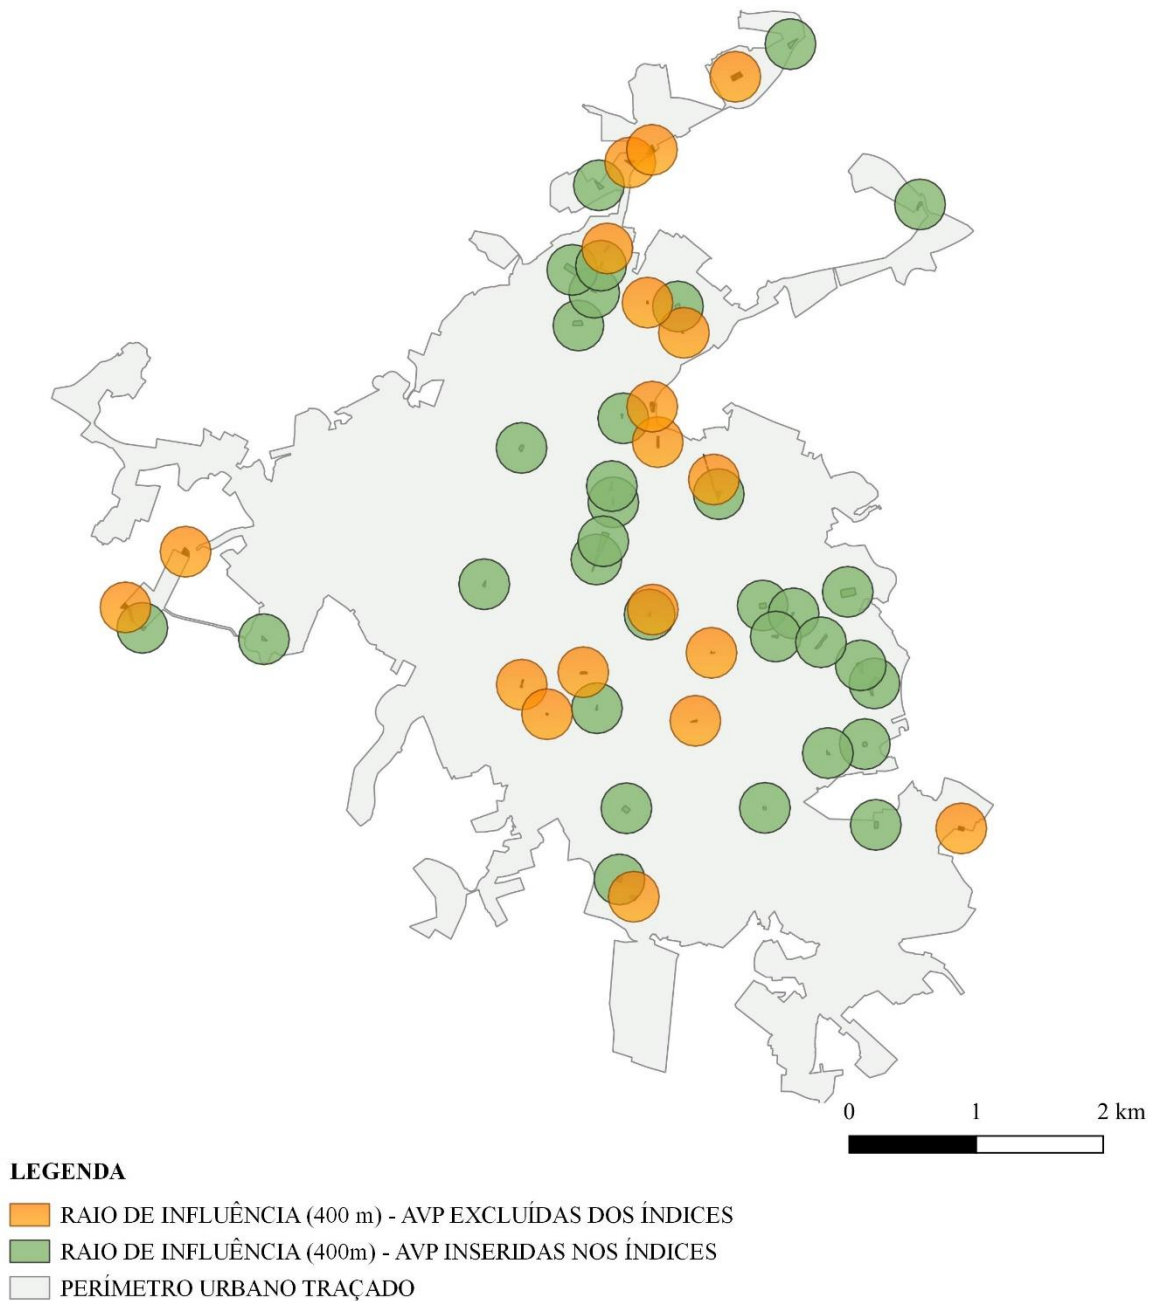 0 1 2 km
LEGENDA
RAIO DE INFLUÊNCIA (400 m) - AVP EXCLUÍDAS DOS ÍNDICES
RAIO DE INFLUÊNCIA (400m) - AVP INSERIDAS NOS ÍNDICES
PERÍMETRO URBANO TRAÇADO